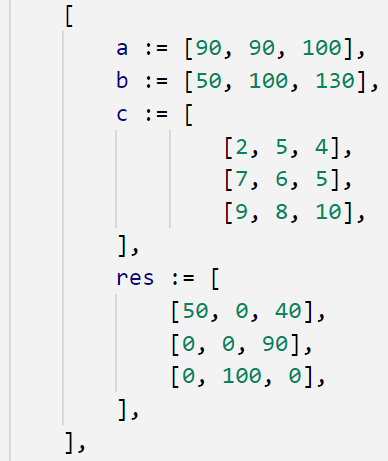 [
a := [90, 90, 100],
b := [50, 100, 130],
c := [
[2, 5, 4],
[7, 6, 5],
[9, 8, 10],
],
res := [
[50, 0, 40],
[0, 0, 90],
[0, 100, 0],
],
],